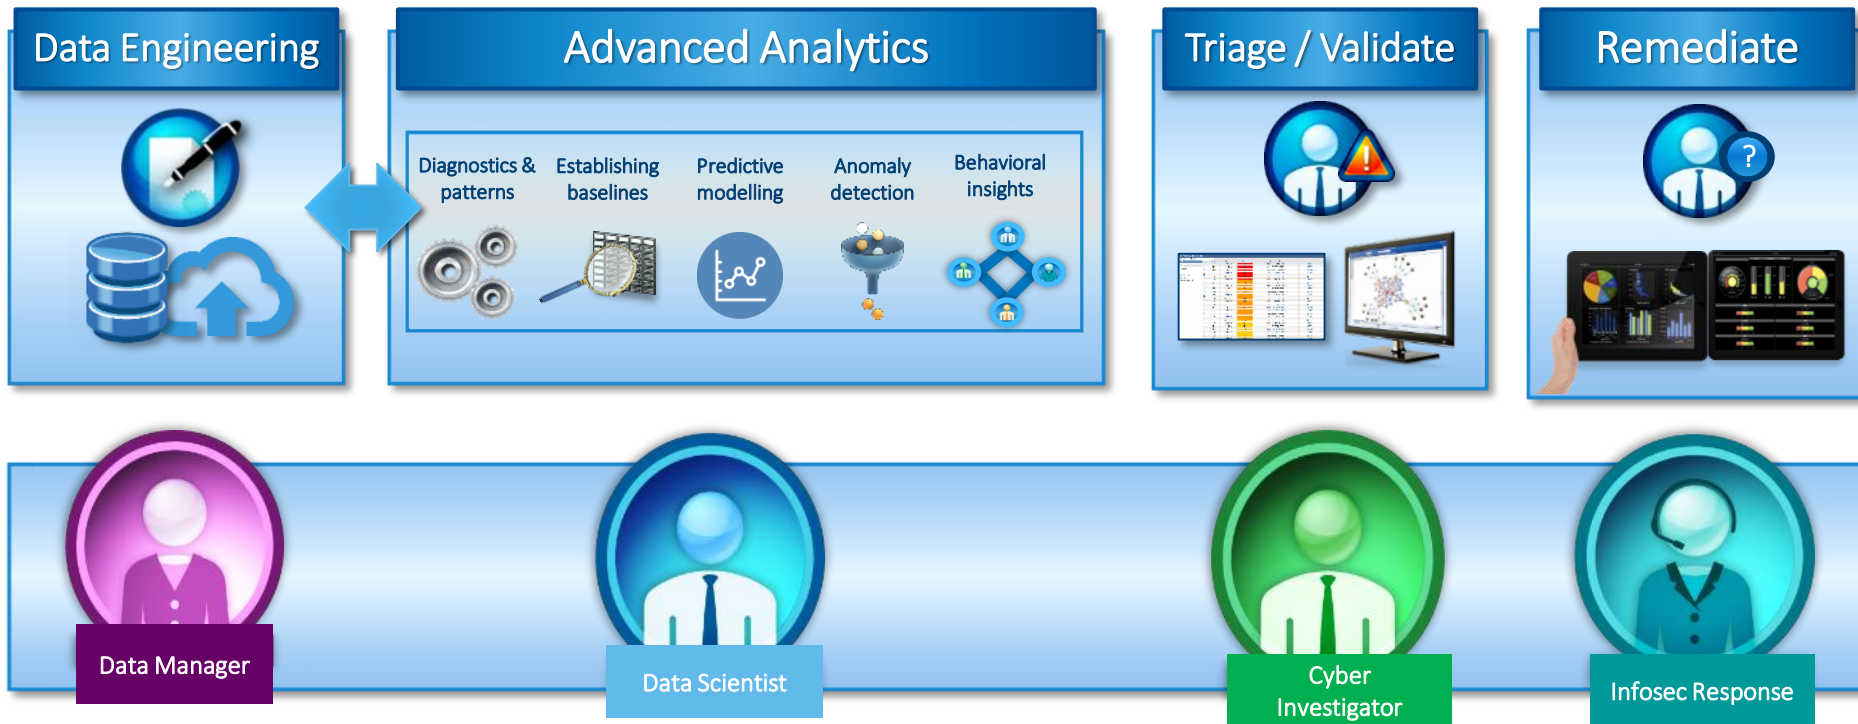 Data Engineering
Advanced Analytics
Triage / Validate
Remediate
Diagnostics &
patterns
Establishing
baselines
Predictive
modelling
Anomaly
detection
Behavioral
insights
!
?
Data Manager
Data Scientist
Cyber
Investigator
Infosec Response